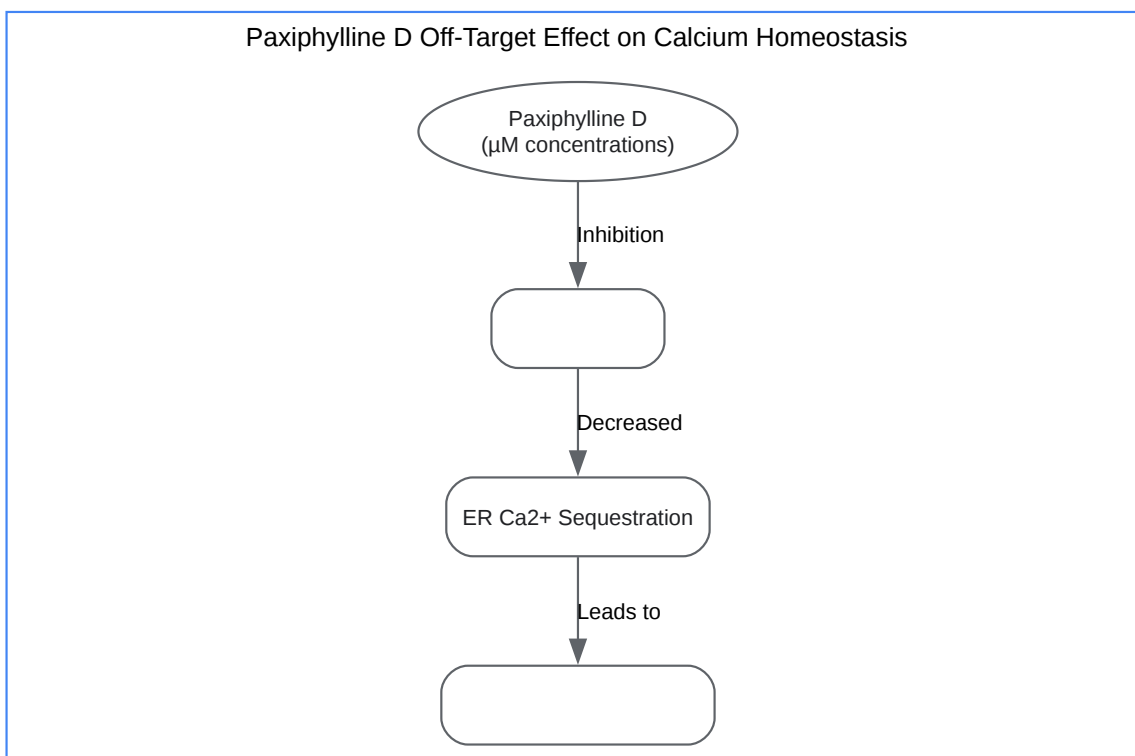 Paxiphylline D Off-Target Effect on Calcium Homeostasis
Paxiphylline D
(µM concentrations)
Inhibition
Decreased
ER Ca2+ Sequestration
Leads to